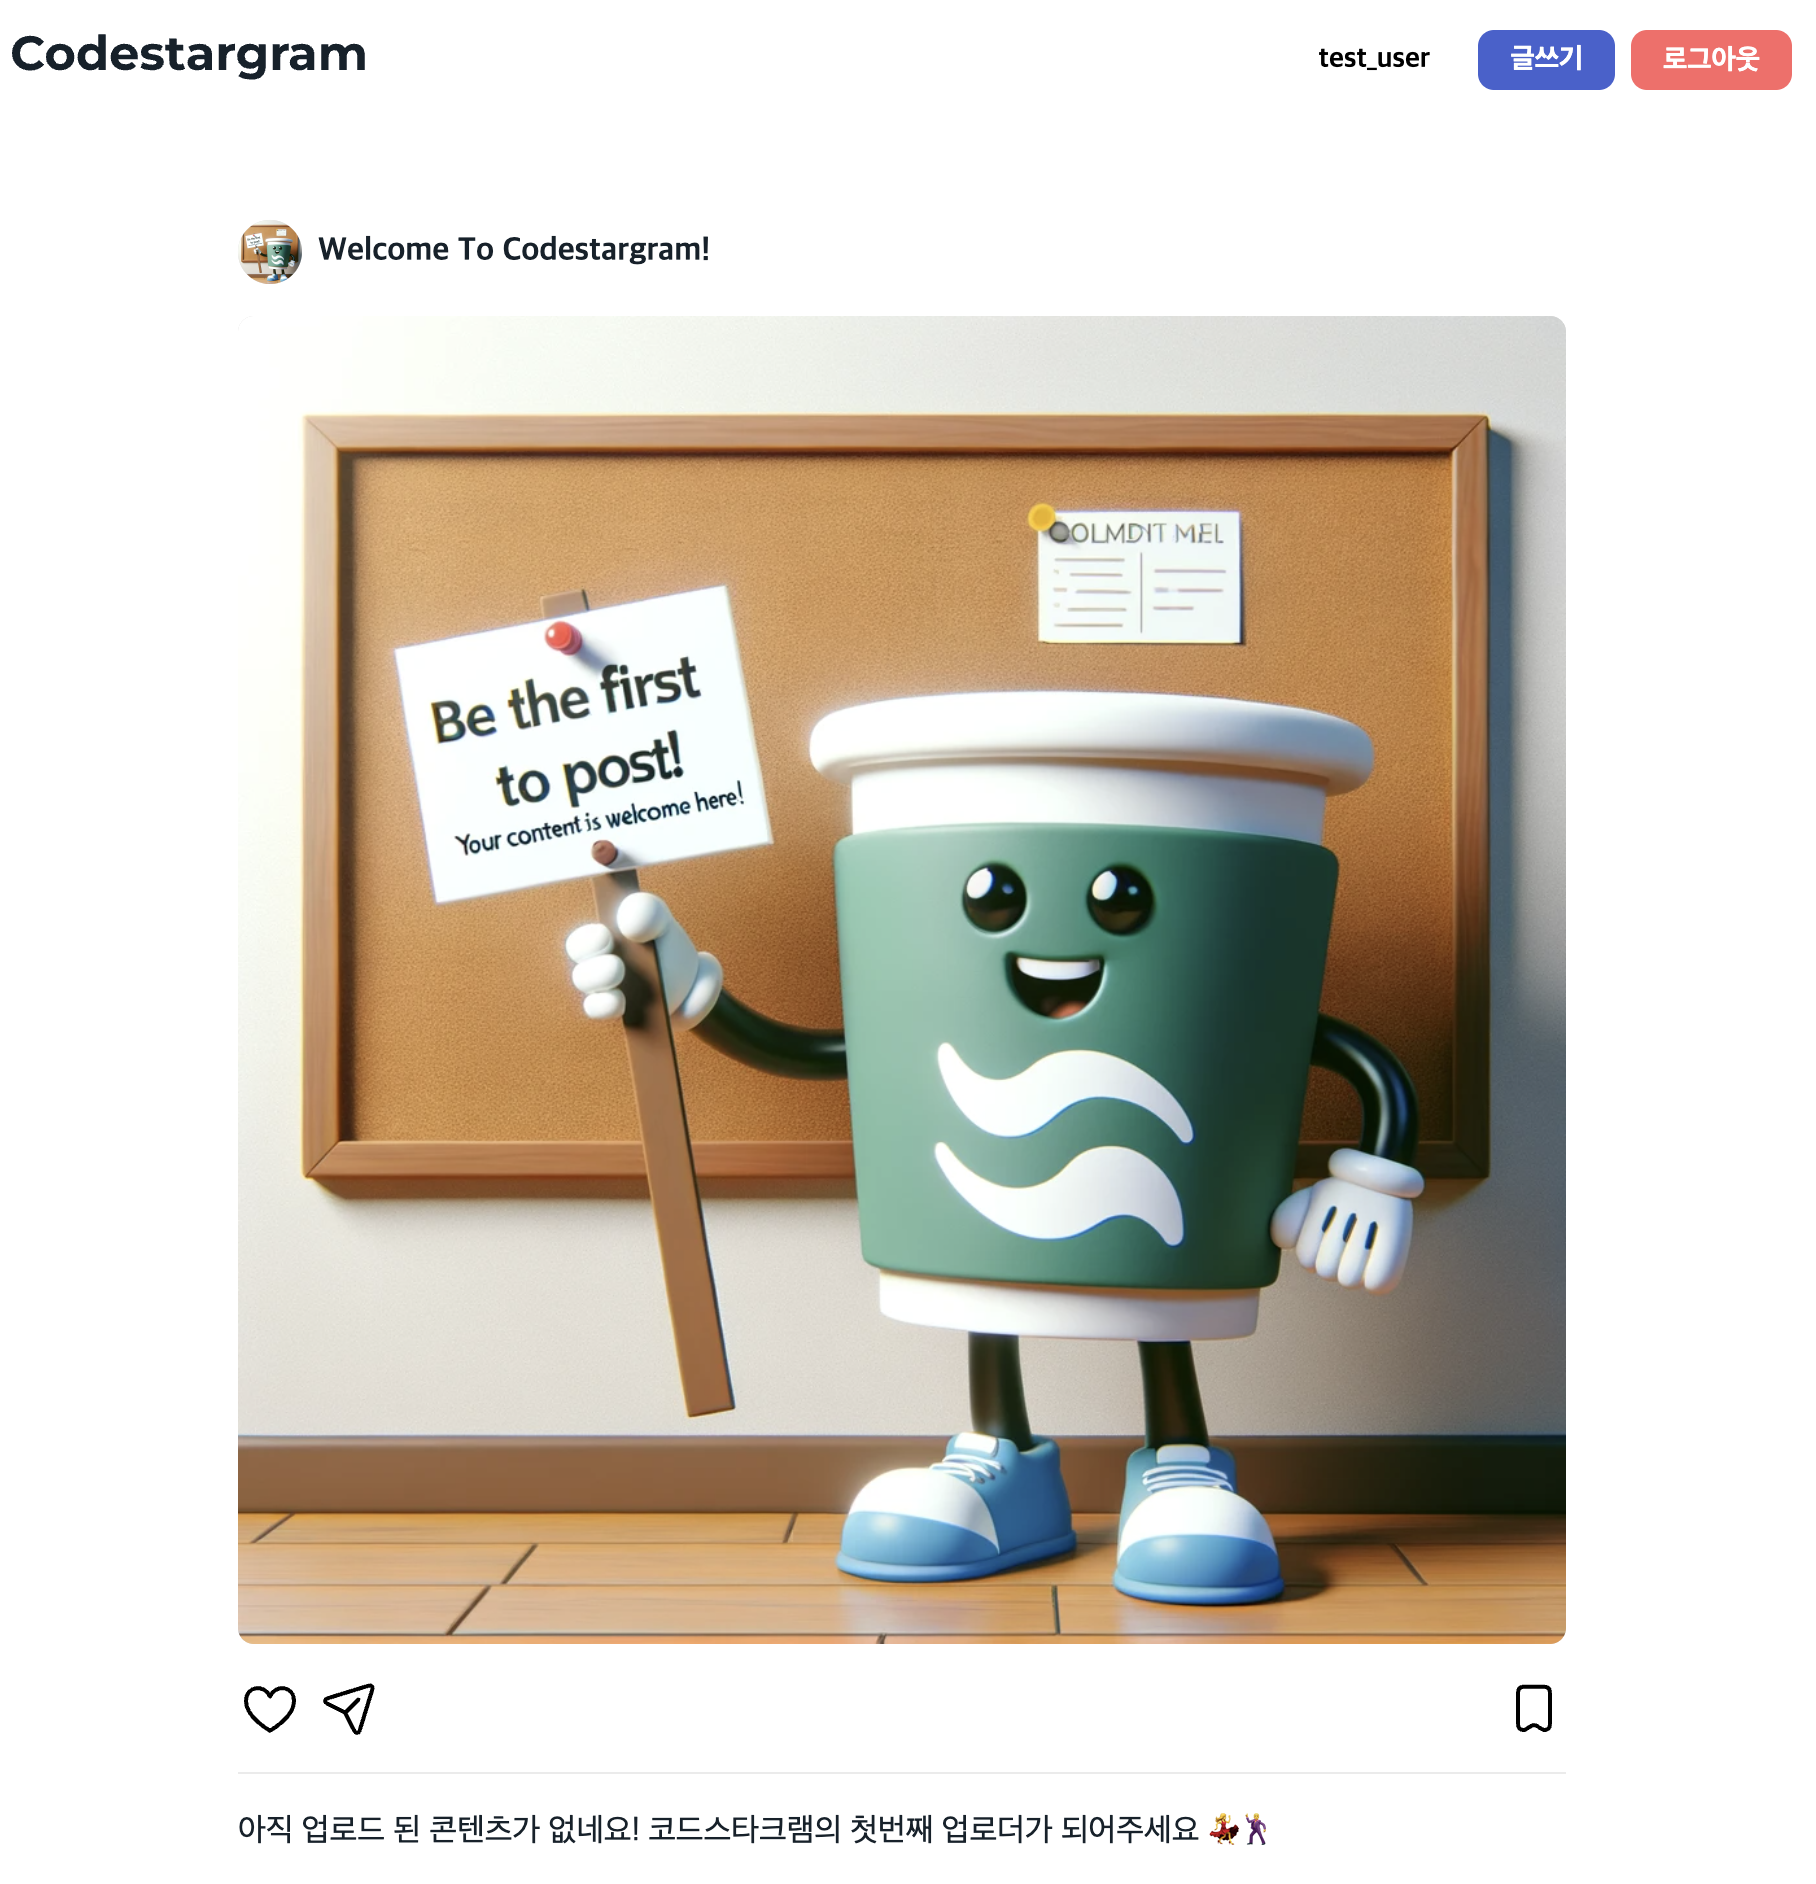 Codestargram
test_user
글쓰기
로그아웃
Welcome To Codestargram!
OOLMDIT MEL
Be the first
to post!
Your content is welcome here!
아직 업로드 된 콘텐츠가 없네요! 코드스타크램의 첫번째 업로더가 되어주세요 💃🕺